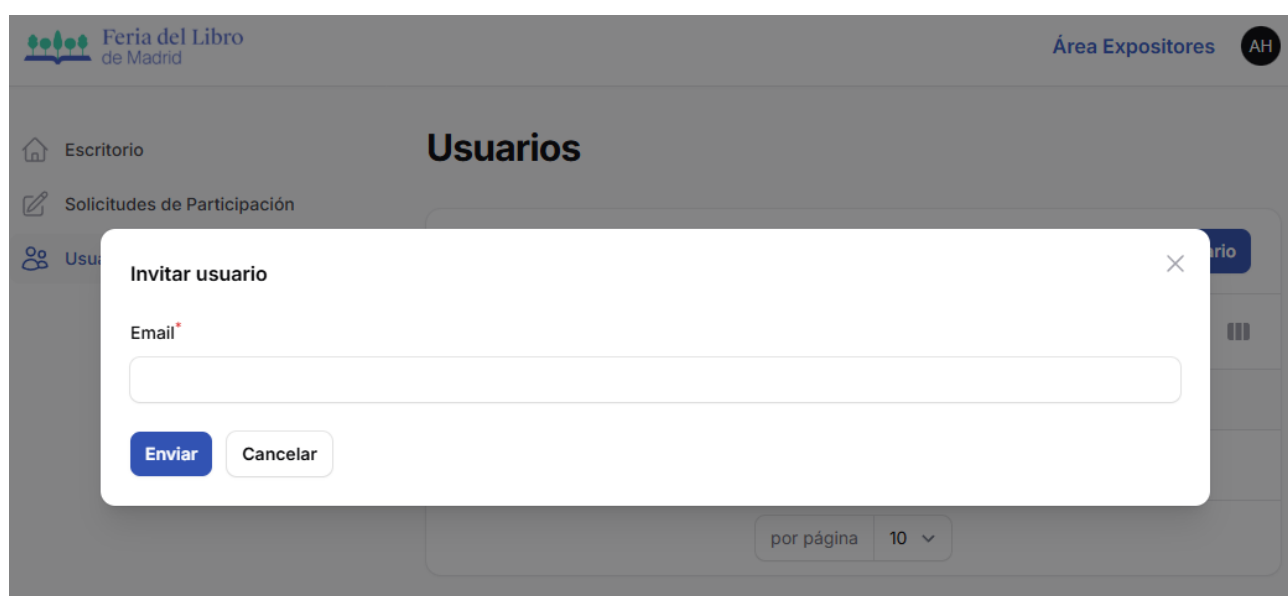 Feria del Libro
de Madrid
Área Expositores
AH
Escritorio
Usuarios
Solicitudes de Participación
Invitar usuario
Email*
Enviar
Cancelar
por página
10